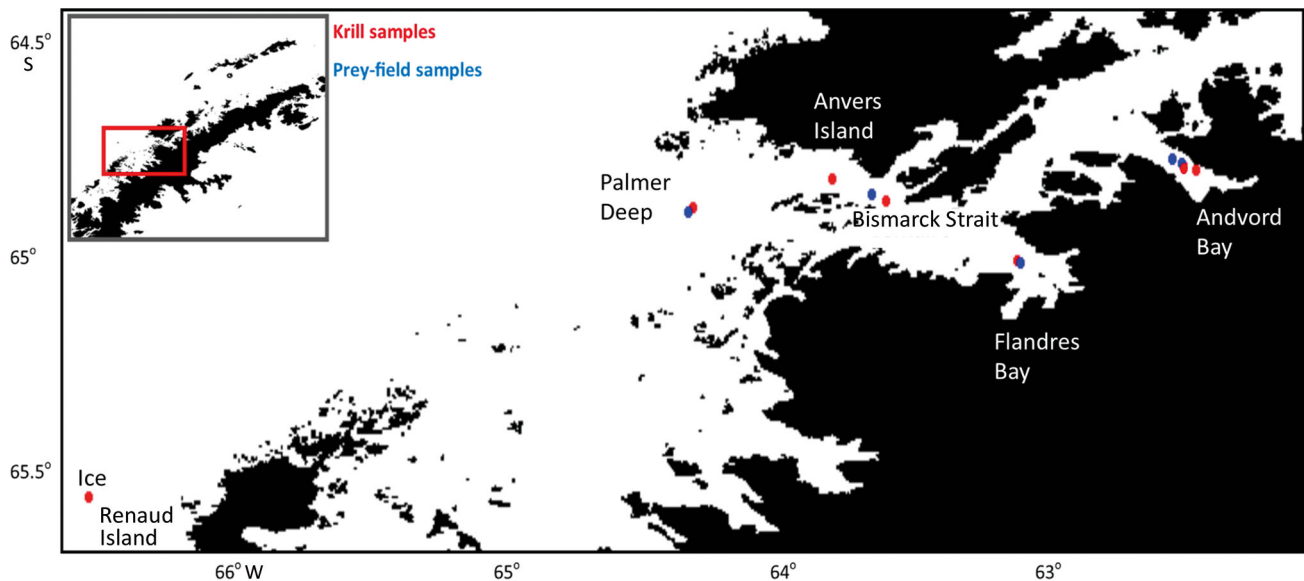 64.5°
S
Krill samples
Prey-field samples
Anvers
Island
Palmer
Deep
Bismarck Strait
Andvord
Bay
65°
Flandres
Bay
65.5°
Ice
Renaud
Island
66° W
65°
64°
63°